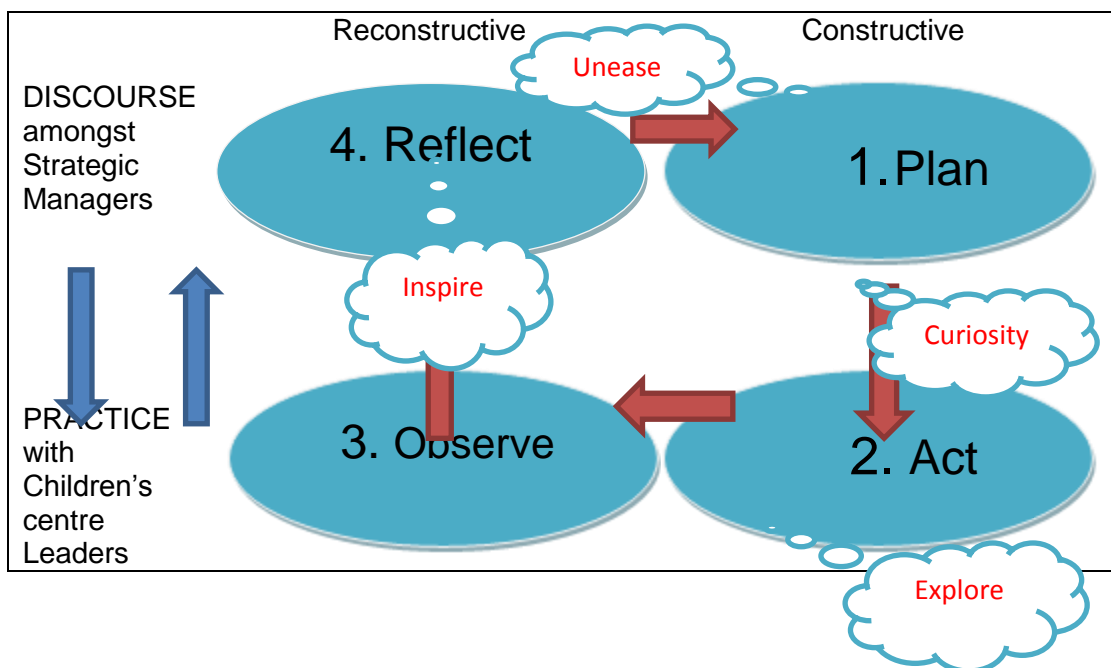 Reconstructive
Constructive
Unease
DISCOURSE
amongst
Strategic
Managers
4. Reflect
1.Plan
Inspire
Curiosity
PRACTICE
with
Children’s
centre
Leaders
3. Observe
2. Act
Explore